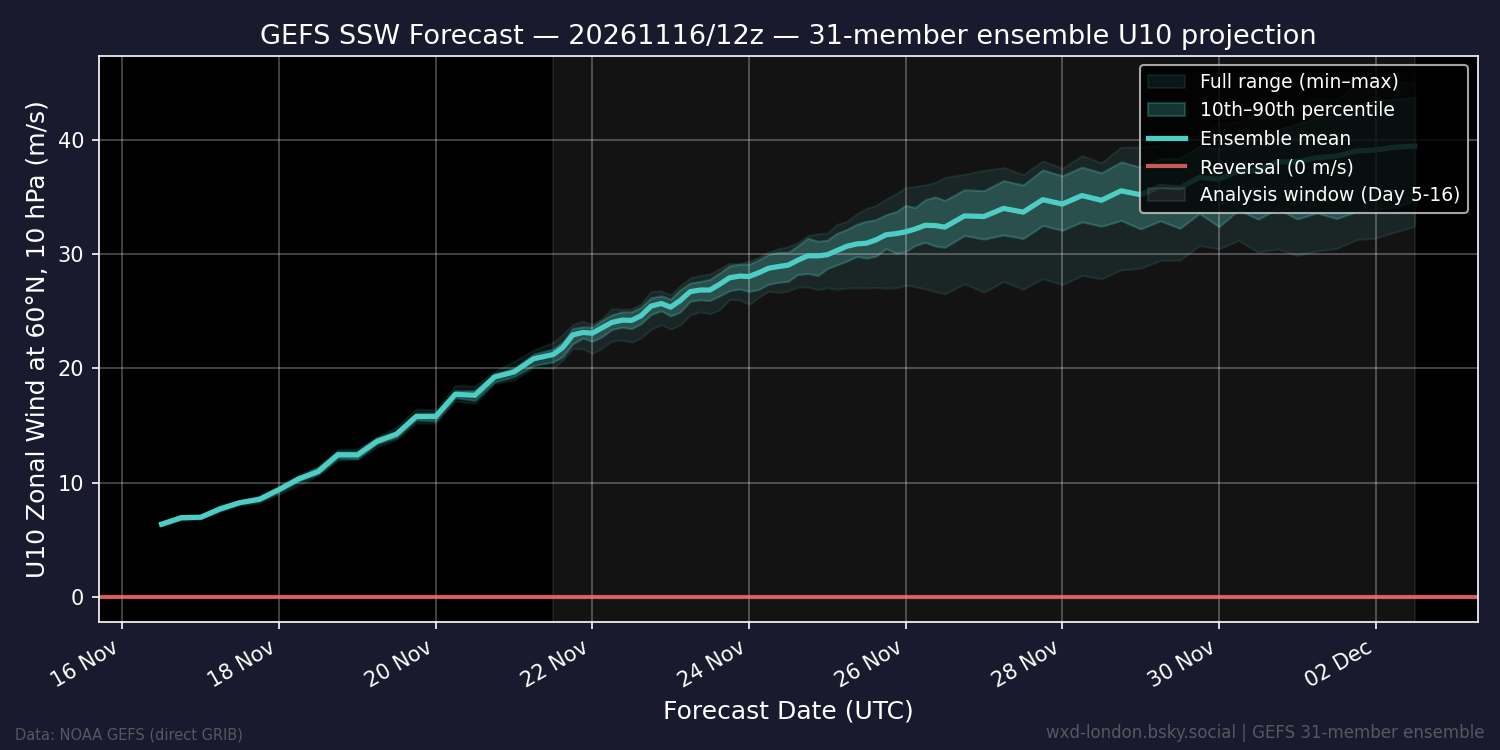 GEFS SSW Forecast — 20261116/12z — 31-member ensemble U10 projection
Full range (min–max)
10th–90th percentile
Ensemble mean
Reversal (0 m/s)
Analysis window (Day 5-16)
U10 Zonal Wind at 60°N, 10 hPa (m/s)
40
30
20
10
0
16 Nov
18 Nov
20 Nov
22 Nov
24 Nov
26 Nov
28 Nov
30 Nov
02 Dec
Forecast Date (UTC)
Data: NOAA GEFS (direct GRIB)
wxd-london.bsky.social | GEFS 31-member ensemble